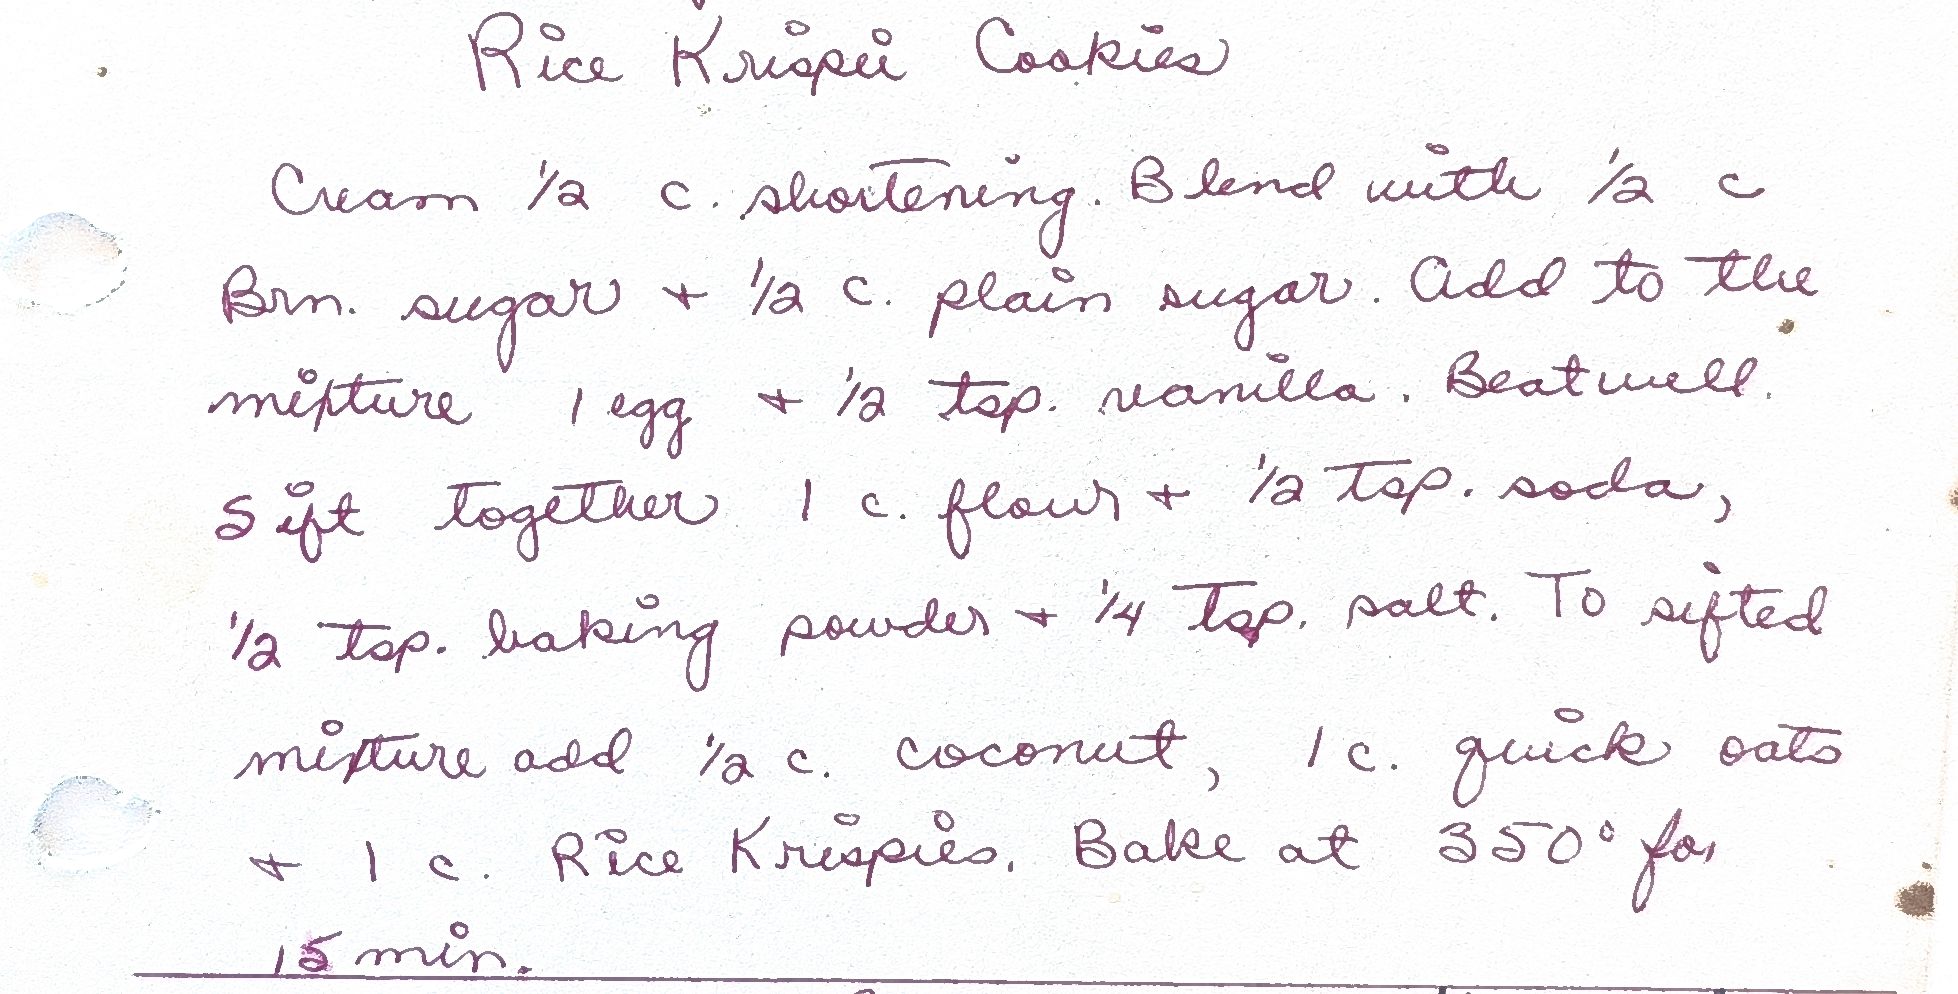 Rice Krispie Cookies
Cream 1/2 c. shortening. Blend with 1/2 c
Brn. sugar + 1/2 c. plain sugar. Add to the
mixture 1 egg + 1/2 tsp. vanilla. Beat well.
Sift together 1 c. flour + 1/2 tsp. soda,
1/2 tsp. baking powder + 1/4 tsp. salt. To sifted
mixture add 1/2 c. coconut, 1 c. quick oats
+ 1 c. Rice Krispies. Bake at 350° for
15 min.